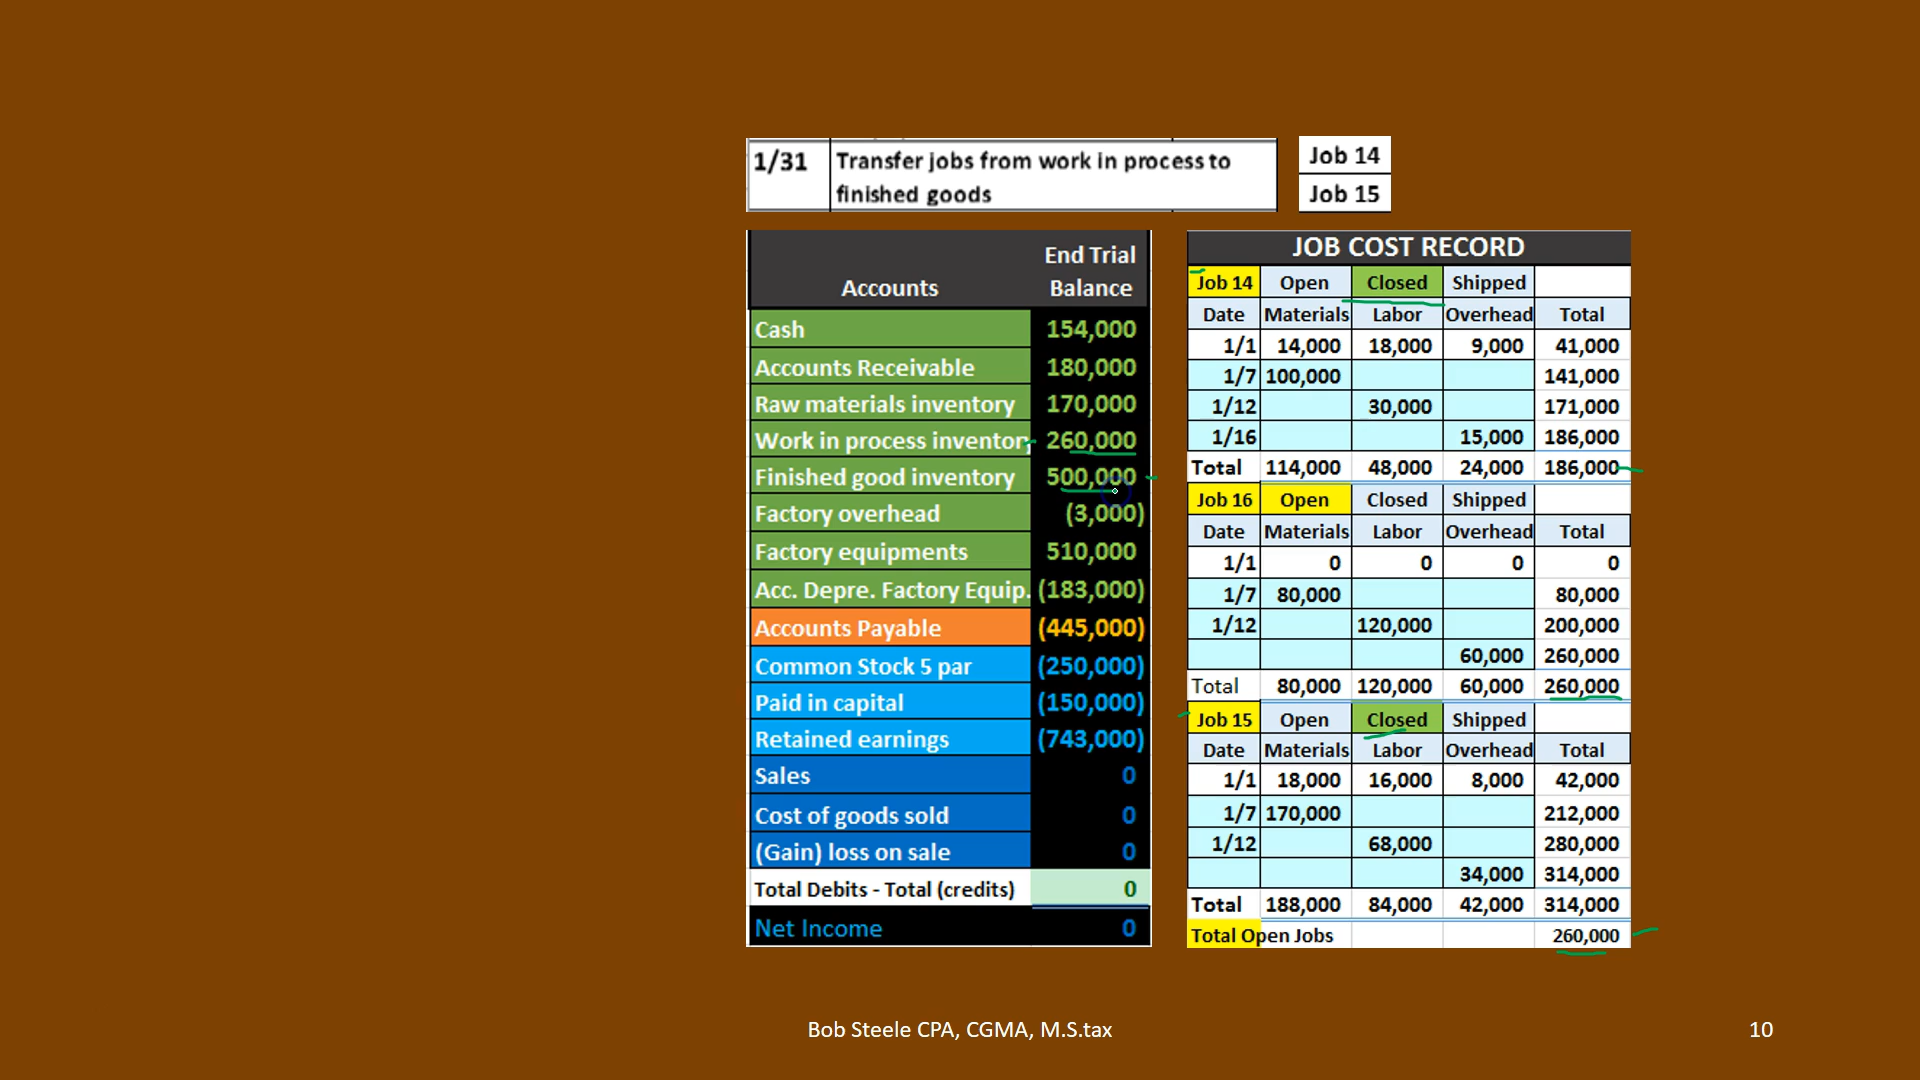 1/31 Transfer jobs from work in process to
finished goods
Job 14
Job 15
Accounts End Trial Balance
Cash 154,000
Accounts Receivable 180,000
Raw materials inventory 170,000
Work in process inventory 260,000
Finished good inventory 500,000
Factory overhead (3,000)
Factory equipments 510,000
Acc. Depre. Factory Equip. (183,000)
Accounts Payable (445,000)
Common Stock 5 par (250,000)
Paid in capital (150,000)
Retained earnings (743,000)
Sales 0
Cost of goods sold 0
(Gain) loss on sale 0
Total Debits - Total (credits) 0
Net Income 0
JOB COST RECORD
Job 14 Open Closed Shipped
Date Materials Labor Overhead Total
1/1 14,000 18,000 9,000 41,000
1/7 100,000 141,000
1/12 30,000 171,000
1/16 15,000 186,000
Total 114,000 48,000 24,000 186,000
Job 16 Open Closed Shipped
Date Materials Labor Overhead Total
1/1 0 0 0 0
1/7 80,000 80,000
1/12 120,000 200,000
60,000 260,000
Total 80,000 120,000 60,000 260,000
Job 15 Open Closed Shipped
Date Materials Labor Overhead Total
1/1 18,000 16,000 8,000 42,000
1/7 170,000 212,000
1/12 68,000 280,000
34,000 314,000
Total 188,000 84,000 42,000 314,000
Total Open Jobs 260,000
Bob Steele CPA, CGMA, M.S.tax
10